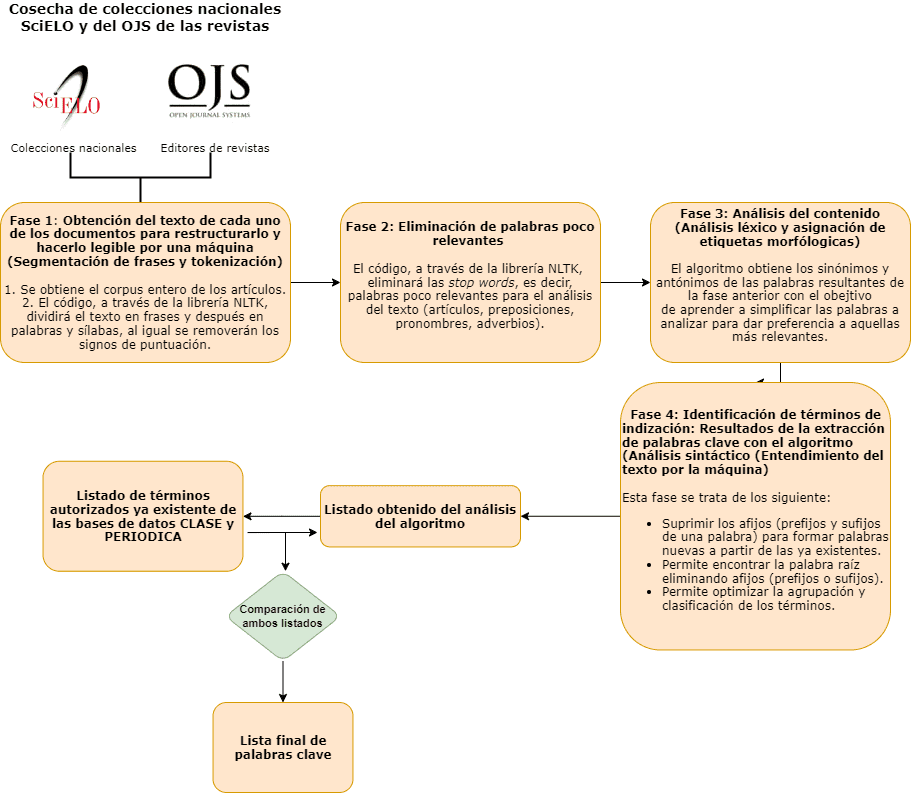 Cosecha de colecciones nacionales
SciELO y del OJS de las revistas
SciELO
OJS
OPEN JOURNAL SYSTEMS
Colecciones nacionales
Editores de revistas
Fase 1: Obtención del texto de cada uno
de los documentos para restructurarlo y
hacerlo legible por una máquina
(Segmentación de frases y tokenización)
1. Se obtiene el corpus entero de los artículos.
2. El código, a través de la librería NLTK,
dividirá el texto en frases y después en
palabras y sílabas, al igual se removerán los
signos de puntuación.
Fase 2: Eliminación de palabras poco
relevantes
El código, a través de la librería NLTK,
eliminará las stop words, es decir,
palabras poco relevantes para el análisis
del texto (artículos, preposiciones,
pronombres, adverbios).
Fase 3: Análisis del contenido
(Análisis léxico y asignación de
etiquetas morfólogicas)
El algoritmo obtiene los sinónimos y
antónimos de las palabras resultantes de
la fase anterior con el obejtivo
de aprender a simplificar las palabras a
analizar para dar preferencia a aquellas
más relevantes.
Fase 4: Identificación de términos de
indización: Resultados de la extracción
de palabras clave con el algoritmo
(Análisis sintáctico (Entendimiento del
texto por la máquina)
Esta fase se trata de los siguiente:
• Suprimir los afijos (prefijos y sufijos
de una palabra) para formar palabras
nuevas a partir de las ya existentes.
• Permite encontrar la palabra raíz
eliminando afijos (prefijos o sufijos).
• Permite optimizar la agrupación y
clasificación de los términos.
Listado obtenido del análisis
del algoritmo
Listado de términos
autorizados ya existente de
las bases de datos CLASE y
PERIODICA
Comparación de
ambos listados
Lista final de
palabras clave